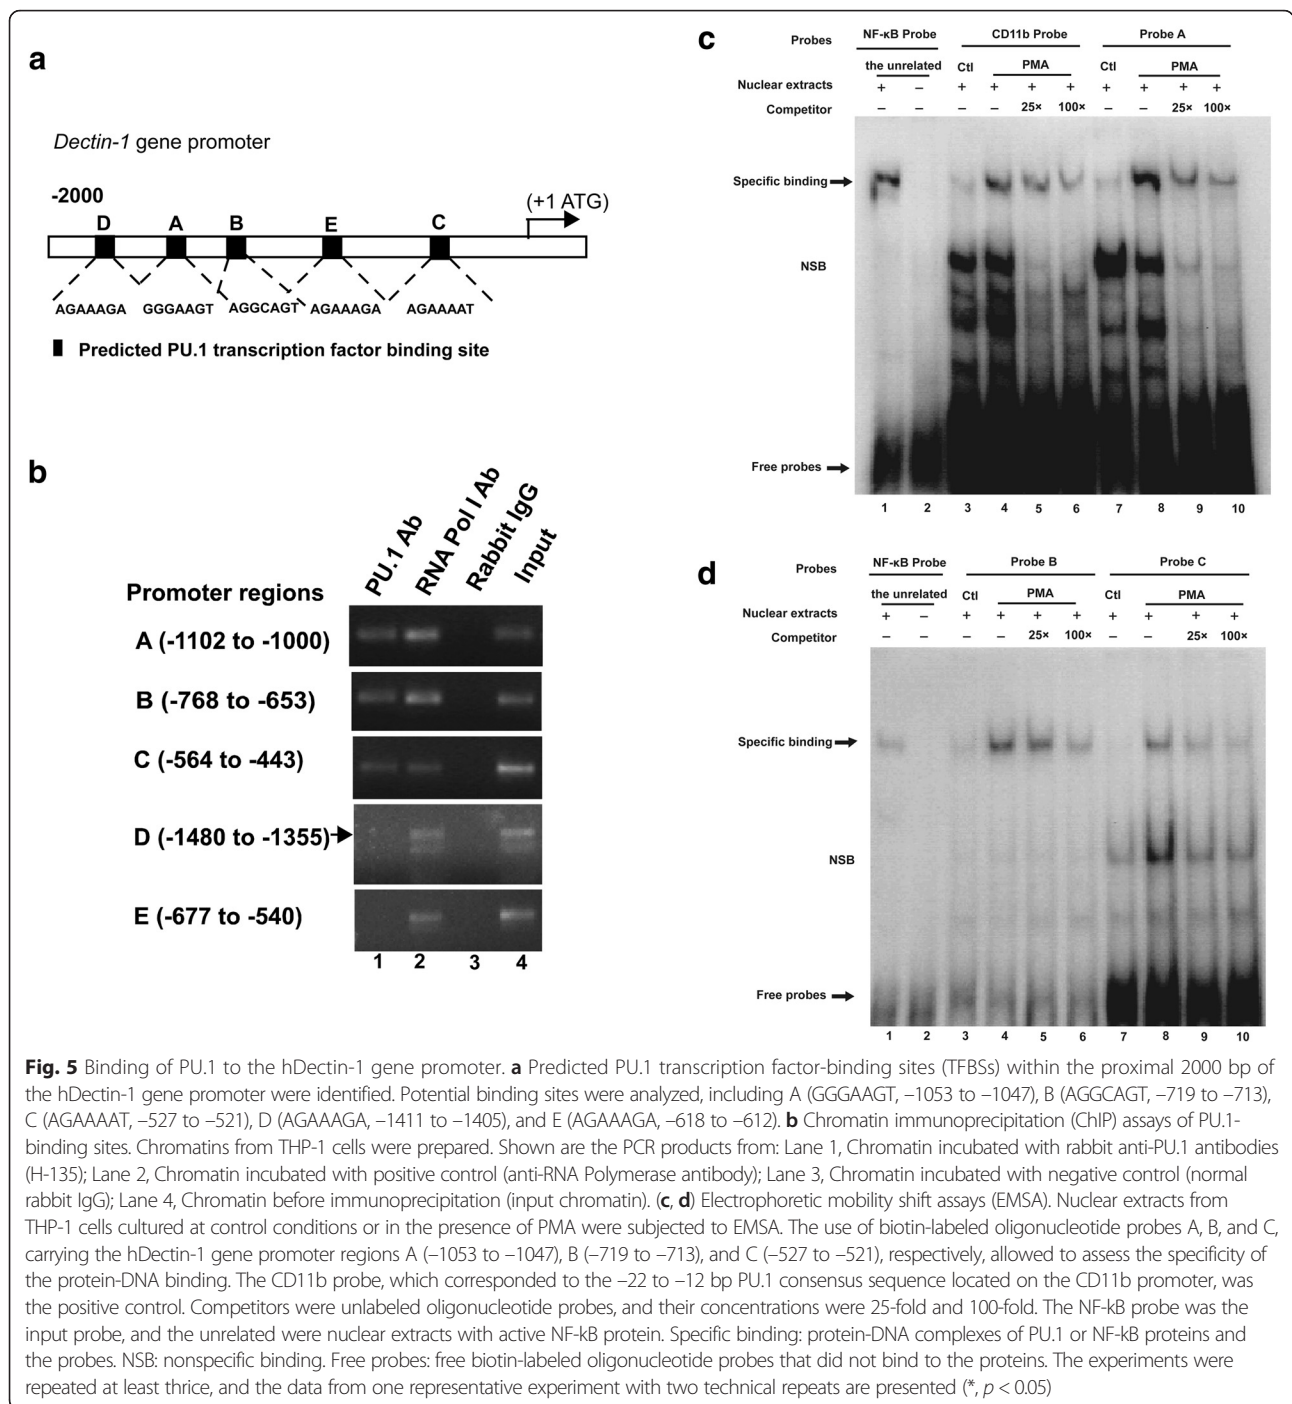 a
Dectin-1 gene promoter
-2000
(+1 ATG)
D A B E C
AGAAAGA GGGAAGT AGGCAGT AGAAAGA AGAAAAT
Predicted PU.1 transcription factor binding site
b
Promoter regions
PU.1 Ab
RNA Pol I Ab
Rabbit IgG
Input
A (-1102 to -1000)
B (-768 to -653)
C (-564 to -443)
D (-1480 to -1355)
E (-677 to -540)
1 2 3 4
c
Probes NF-κB Probe CD11b Probe Probe A
the unrelated Ctl PMA Ctl PMA
Nuclear extracts + − + + + + + + + +
Competitor − − − − 25× 100× − − 25× 100×
Specific binding
NSB
Free probes
1 2 3 4 5 6 7 8 9 10
d
Probes NF-κB Probe Probe B Probe C
the unrelated Ctl PMA Ctl PMA
Nuclear extracts + − + + + + + + + +
Competitor − − − − 25× 100× − − 25× 100×
Specific binding
NSB
Free probes
1 2 3 4 5 6 7 8 9 10
Fig. 5 Binding of PU.1 to the hDectin-1 gene promoter. a Predicted PU.1 transcription factor-binding sites (TFBSs) within the proximal 2000 bp of
the hDectin-1 gene promoter were identified. Potential binding sites were analyzed, including A (GGGAAGT, −1053 to −1047), B (AGGCAGT, −719 to −713),
C (AGAAAAT, −527 to −521), D (AGAAAGA, −1411 to −1405), and E (AGAAAGA, −618 to −612). b Chromatin immunoprecipitation (ChIP) assays of PU.1-
binding sites. Chromatins from THP-1 cells were prepared. Shown are the PCR products from: Lane 1, Chromatin incubated with rabbit anti-PU.1 antibodies
(H-135); Lane 2, Chromatin incubated with positive control (anti-RNA Polymerase antibody); Lane 3, Chromatin incubated with negative control (normal
rabbit IgG); Lane 4, Chromatin before immunoprecipitation (input chromatin). (c, d) Electrophoretic mobility shift assays (EMSA). Nuclear extracts from
THP-1 cells cultured at control conditions or in the presence of PMA were subjected to EMSA. The use of biotin-labeled oligonucleotide probes A, B, and C,
carrying the hDectin-1 gene promoter regions A (−1053 to −1047), B (−719 to −713), and C (−527 to −521), respectively, allowed to assess the specificity of
the protein-DNA binding. The CD11b probe, which corresponded to the −22 to −12 bp PU.1 consensus sequence located on the CD11b promoter, was
the positive control. Competitors were unlabeled oligonucleotide probes, and their concentrations were 25-fold and 100-fold. The NF-kB probe was the
input probe, and the unrelated were nuclear extracts with active NF-kB protein. Specific binding: protein-DNA complexes of PU.1 or NF-kB proteins and
the probes. NSB: nonspecific binding. Free probes: free biotin-labeled oligonucleotide probes that did not bind to the proteins. The experiments were
repeated at least thrice, and the data from one representative experiment with two technical repeats are presented (*, p < 0.05)